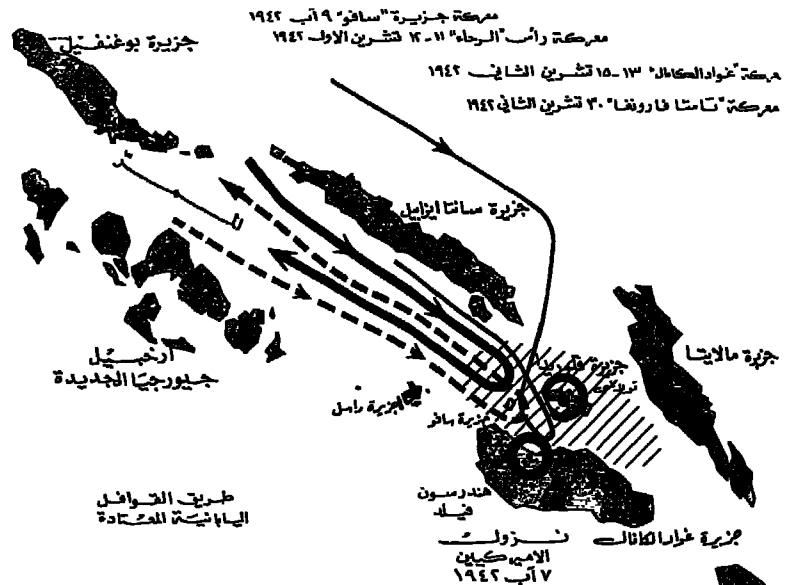 معركة جزيرة "سافو" ٩ آب ١٩٤٢
معركة رأس "الرجاء" ١١-١٢ تشرين الاول ١٩٤٢
معركة "غوادالكانال" ١٣-١٥ تشرين الثاني ١٩٤٢
معركة "تاسافارونغا" ٣٠ تشرين الثاني ١٩٤٢
جزيرة بوغنفيل
جزيرة سانتا ايزابيل
جزيرة مالايتا
جزيرة
ارخبيل
جيورجيا الجديدة
جزيرة راسل
جزيرة سافو
هندرسون
فيلد
طريق القوافل
اليابانية المعتادة
جزيرة غوادالكانال
نزول
الاميركيين
٧ آب ١٩٤٢